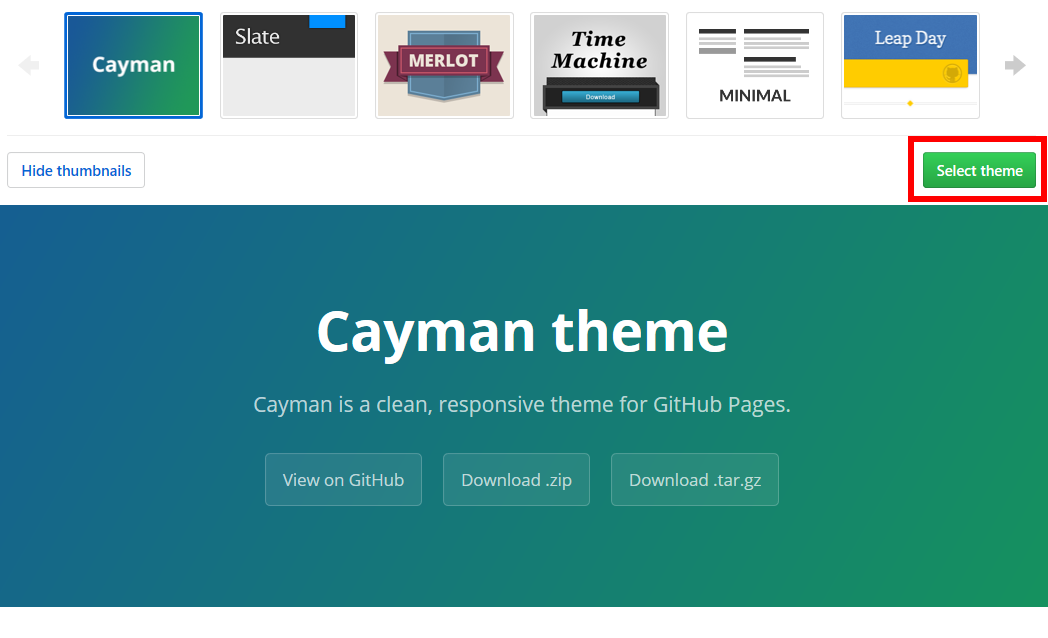 Cayman
Slate
MERLOT
Time
Machine
Download
MINIMAL
Leap Day
Hide thumbnails
Select theme
Cayman theme
Cayman is a clean, responsive theme for GitHub Pages.
View on GitHub
Download .zip
Download .tar.gz